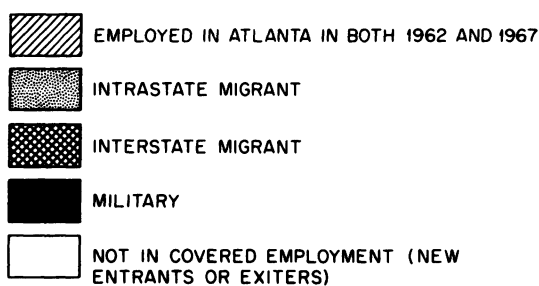 EMPLOYED IN ATLANTA IN BOTH 1962 AND 1967
INTRASTATE MIGRANT
INTERSTATE MIGRANT
MILITARY
NOT IN COVERED EMPLOYMENT (NEW
ENTRANTS OR EXITERS)